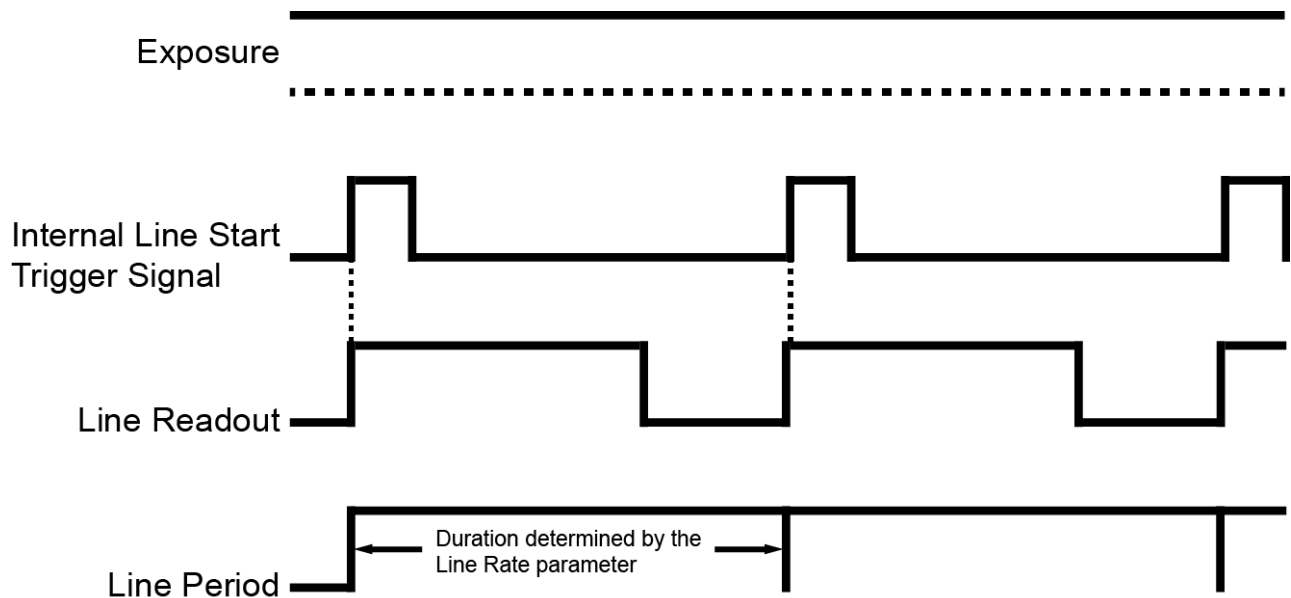 Exposure
Internal Line Start
Trigger Signal
Line Readout
Duration determined by the
Line Rate parameter
Line Period